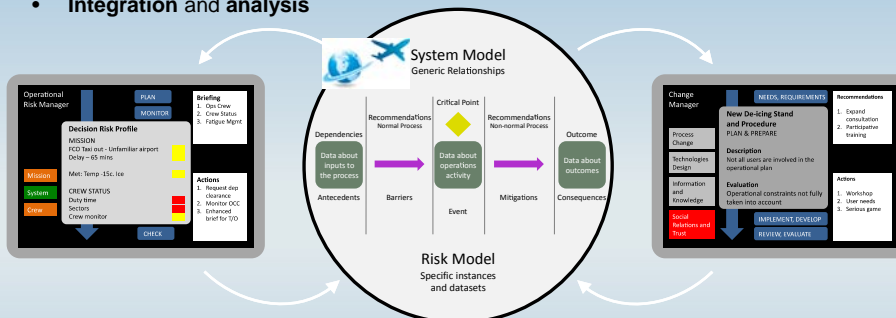 • Integration and analysis
Operational
Risk Manager
PLAN
MONITOR
Decision Risk Profile
MISSION
FCD Taxi out - Unfamiliar airport
Delay – 65 mins
Met: Temp -15c. Ice
CREW STATUS
Duty time
Sectors
Crew monitor
CHECK
Mission
System
Crew
Briefing
1. Ops Crew
2. Crew Status
3. Fatigue Mgmt
Actions
1. Request dep
clearance
2. Monitor OCC
3. Enhanced
brief for T/O
System Model
Generic Relationships
Critical Point
Recommendations
Normal Process
Recommendations
Non-normal Process
Dependencies
Outcome
Data about
inputs to
the process
Data about
operations
activity
Data about
outcomes
Antecedents
Barriers
Event
Mitigations
Consequences
Risk Model
Specific instances
and datasets
Change
Manager
NEEDS, REQUIREMENTS
New De-icing Stand
and Procedure
PLAN & PREPARE
Description
Not all users are involved in the
operational plan
Evaluation
Operational constraints not fully
taken into account
IMPLEMENT, DEVELOP
REVIEW, EVALUATE
Process
Change
Technologies
Design
Information
and
Knowledge
Social
Relations and
Trust
Recommendations
1. Expand
consultation
2. Participative
training
Actions
1. Workshop
2. User needs
3. Serious game